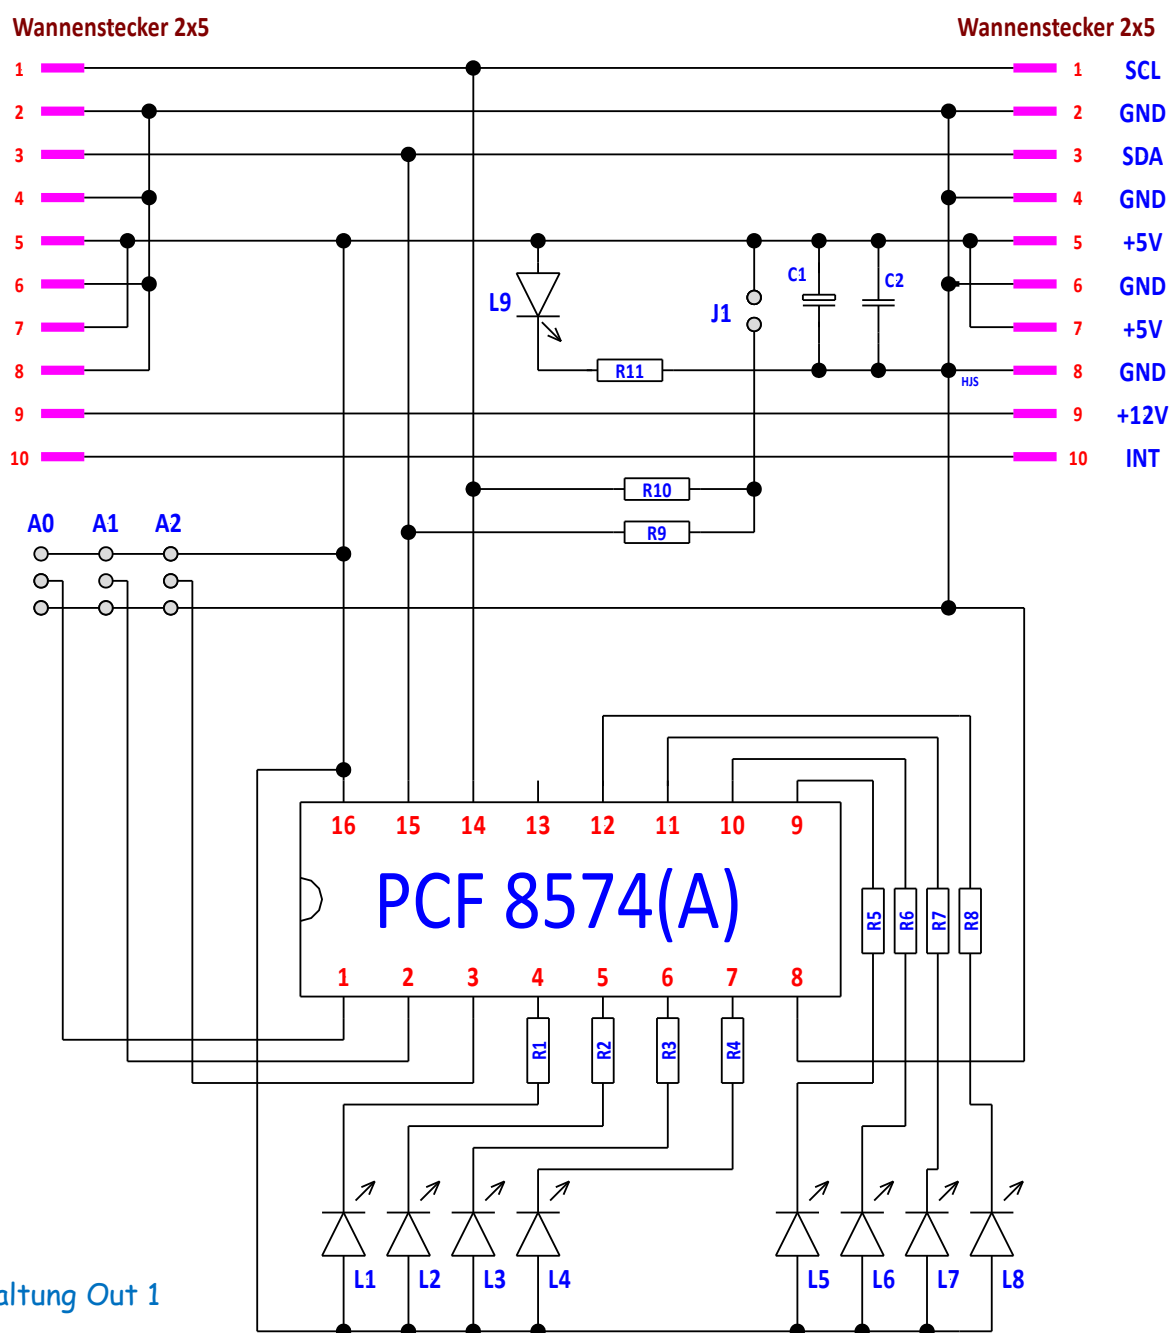 Wannenstecker 2x5 Wannenstecker 2x5
1 1 SCL
2 2 GND
3 3 SDA
4 4 GND
5 5 +5V
C1 C2
6 6 GND
L9 J1
7 7 +5V
8 R11 8 GND
HJS
9 9 +12V
10 10 INT
R10
A0 A1 A2 R9
16 15 14 13 12 11 10 9
PCF 8574(A)
R5 R6 R7 R8
1 2 3 4 5 6 7 8
R1 R2 R3 R4
L1 L2 L3 L4 L5 L6 L7 L8
altung Out 1